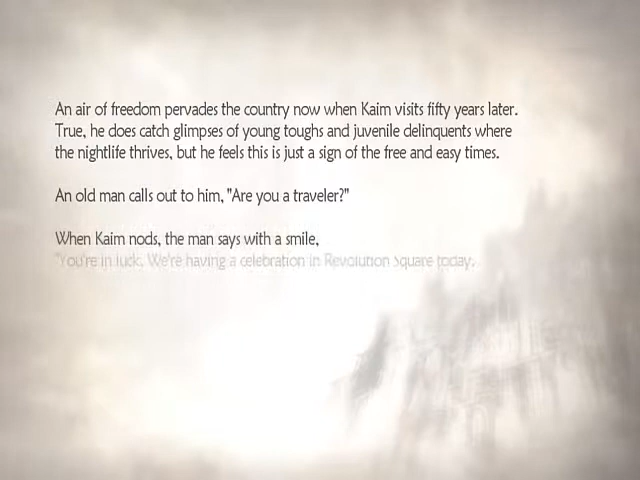 An air of freedom pervades the country now when Kaim visits fifty years later.
True, he does catch glimpses of young toughs and juvenile delinquents where
the nightlife thrives, but he feels this is just a sign of the free and easy times.
An old man calls out to him, "Are you a traveler?"
When Kaim nods, the man says with a smile,
"You're in luck. We're having a celebration in Revolution Square today.